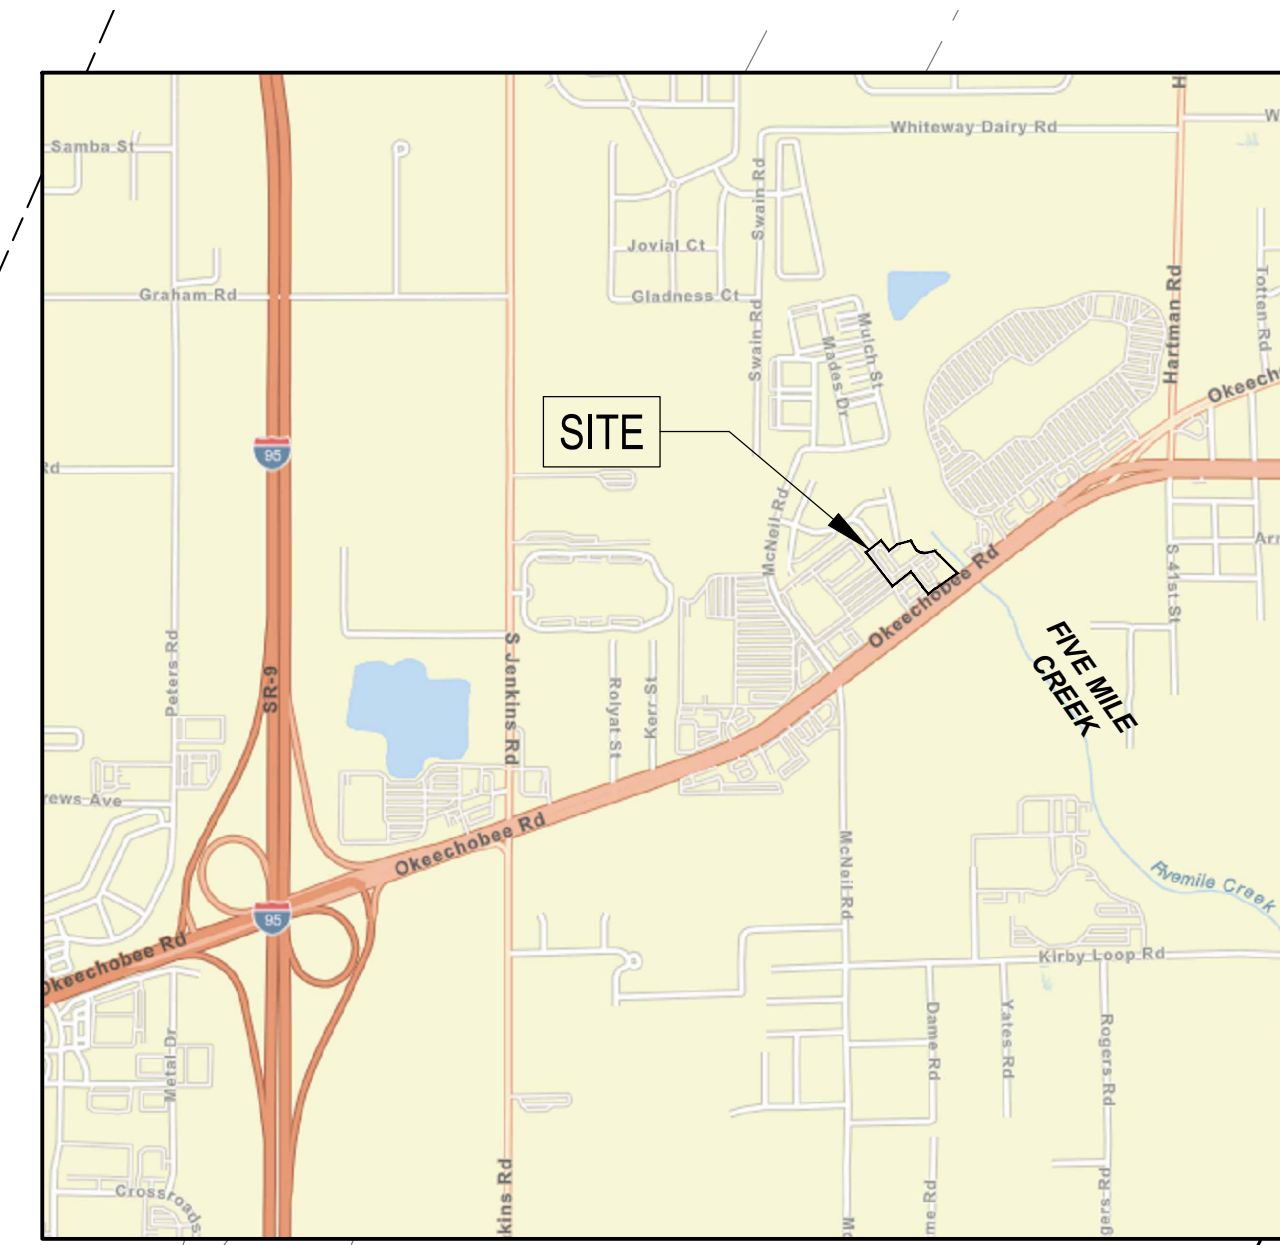 H
Whiteway Dairy Rd
W
Samba St
Swain Rd
Jovial Ct
Graham Rd
Gladness Ct
Hartman Rd
Totten Rd
Swain Rd
Mulch St
Mades Dr
Okeech
SITE
95
Rd
McNeil Rd
Okeechobee Rd
S 41st St
Arr
FIVE MILE
CREEK
Peters Rd
SR-9
S Jenkins Rd
Rolyat St
Kerr St
rews Ave
Okeechobee Rd
McNeil Rd
Fivemile Creek
95
Okeechobee Rd
Kirby Loop Rd
Metal Dr
Dame Rd
Yates Rd
Rogers Rd
Crossroads
kins Rd
Mc
me Rd
gers Rd